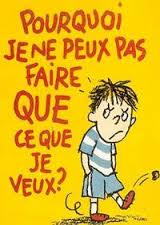 POURQUOI
JE NE PEUX PAS
FAIRE
QUE
CE QUE
JE
VEUX?